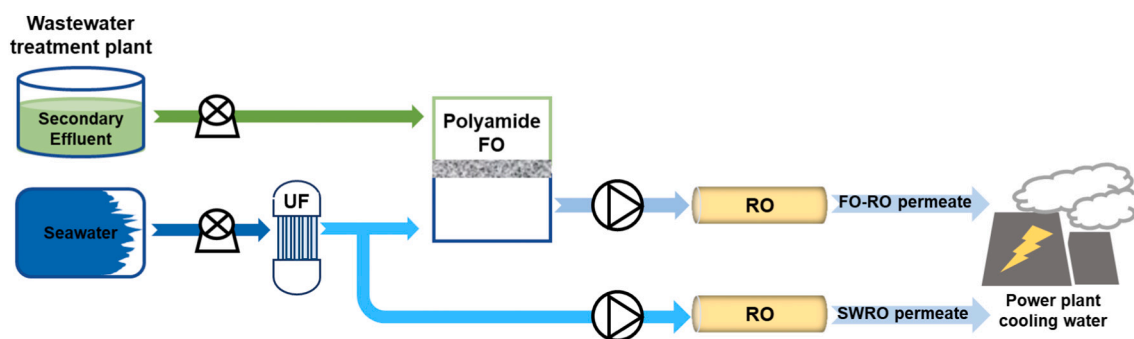 Wastewater
treatment plant
Secondary
Effluent
Polyamide
FO
Seawater
UF
RO
FO-RO permeate
RO
SWRO permeate
Power plant
cooling water